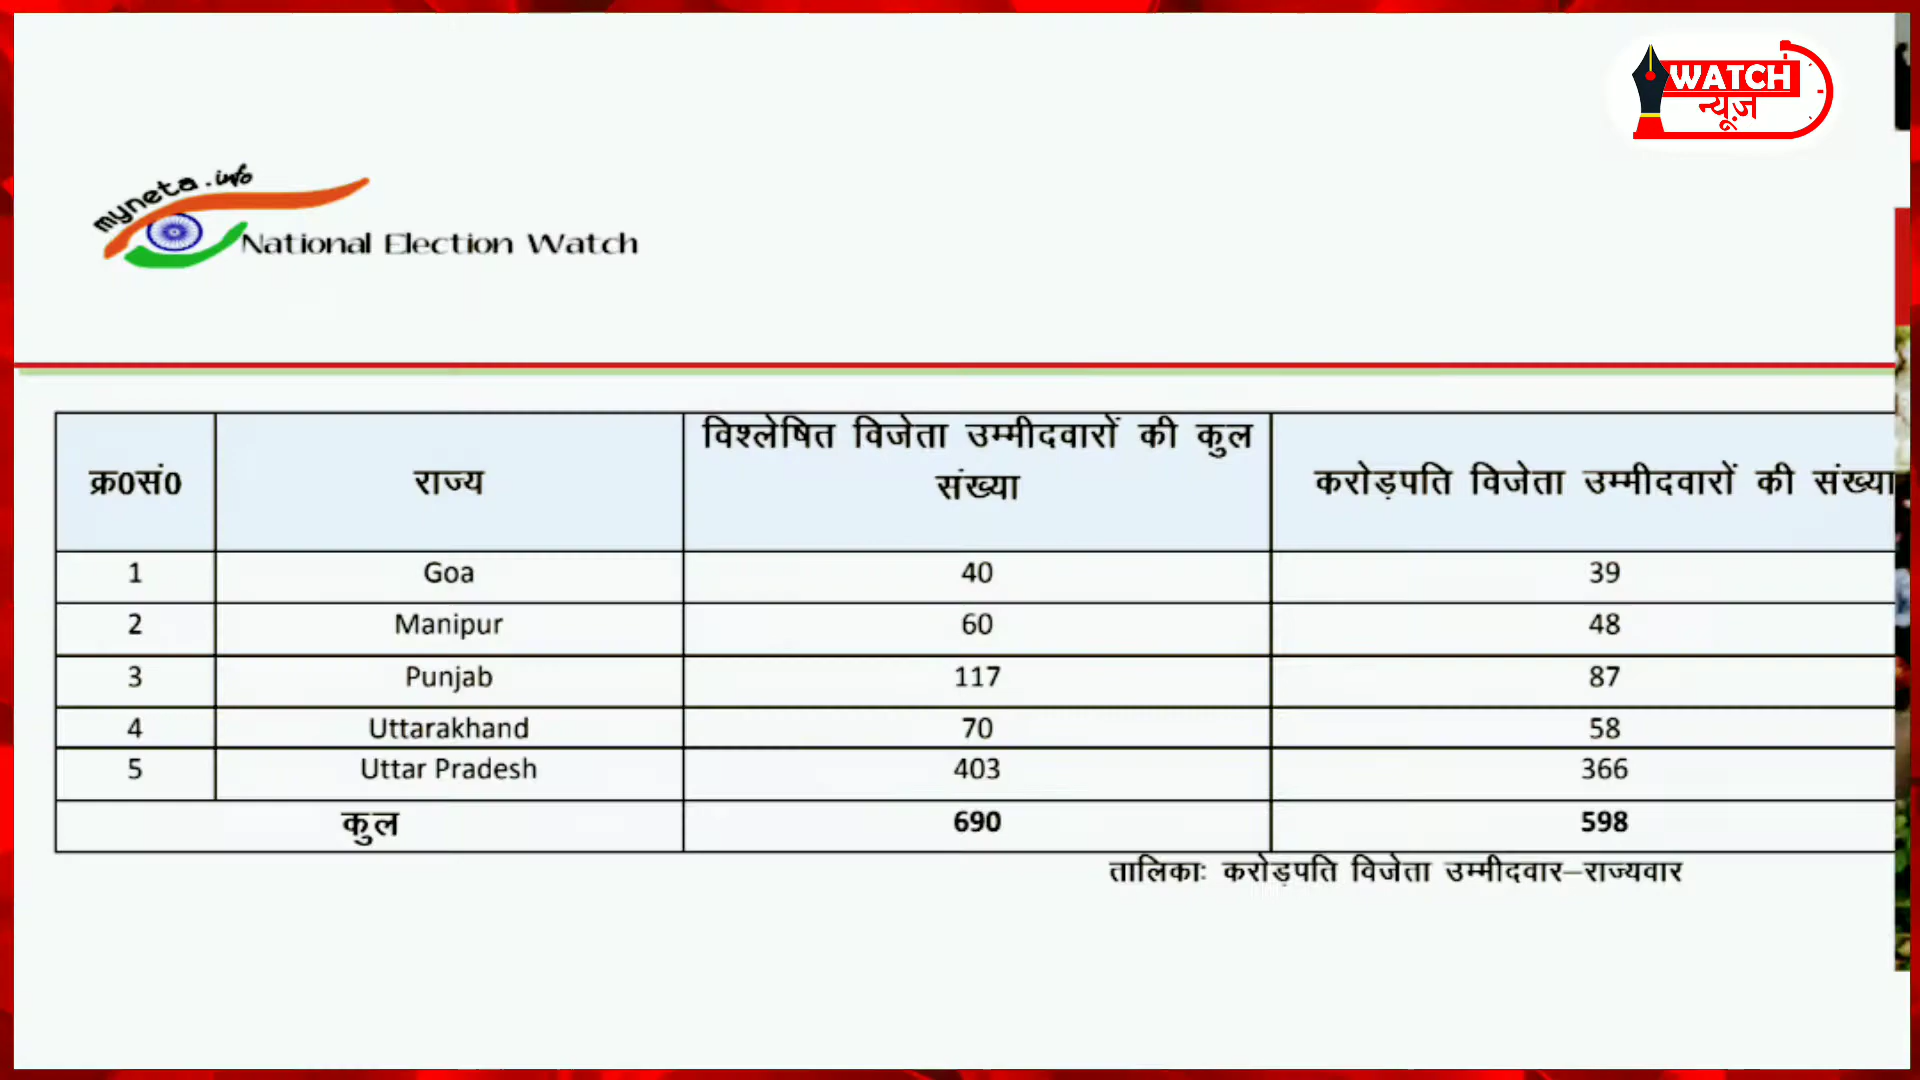 WATCH
न्यूज़
myneta.info
National Election Watch
क्र0सं0 राज्य विश्लेषित विजेता उम्मीदवारों की कुल संख्या करोड़पति विजेता उम्मीदवारों की संख्या
1 Goa 40 39
2 Manipur 60 48
3 Punjab 117 87
4 Uttarakhand 70 58
5 Uttar Pradesh 403 366
कुल 690 598
तालिकाः करोड़पति विजेता उम्मीदवार–राज्यवार